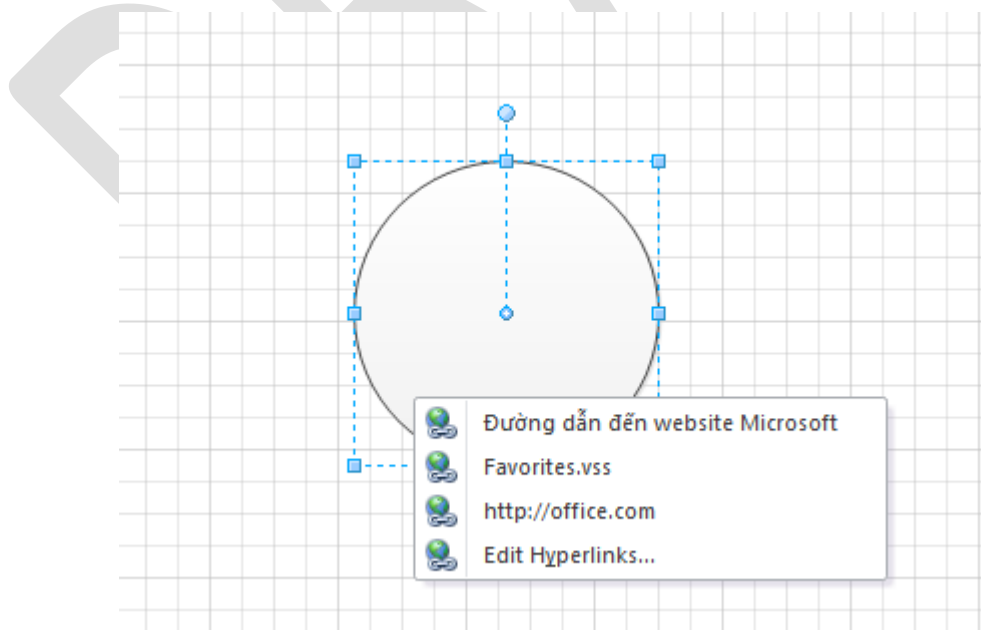 Đường dẫn đến website Microsoft
Favorites.vss
http://office.com
Edit Hyperlinks...